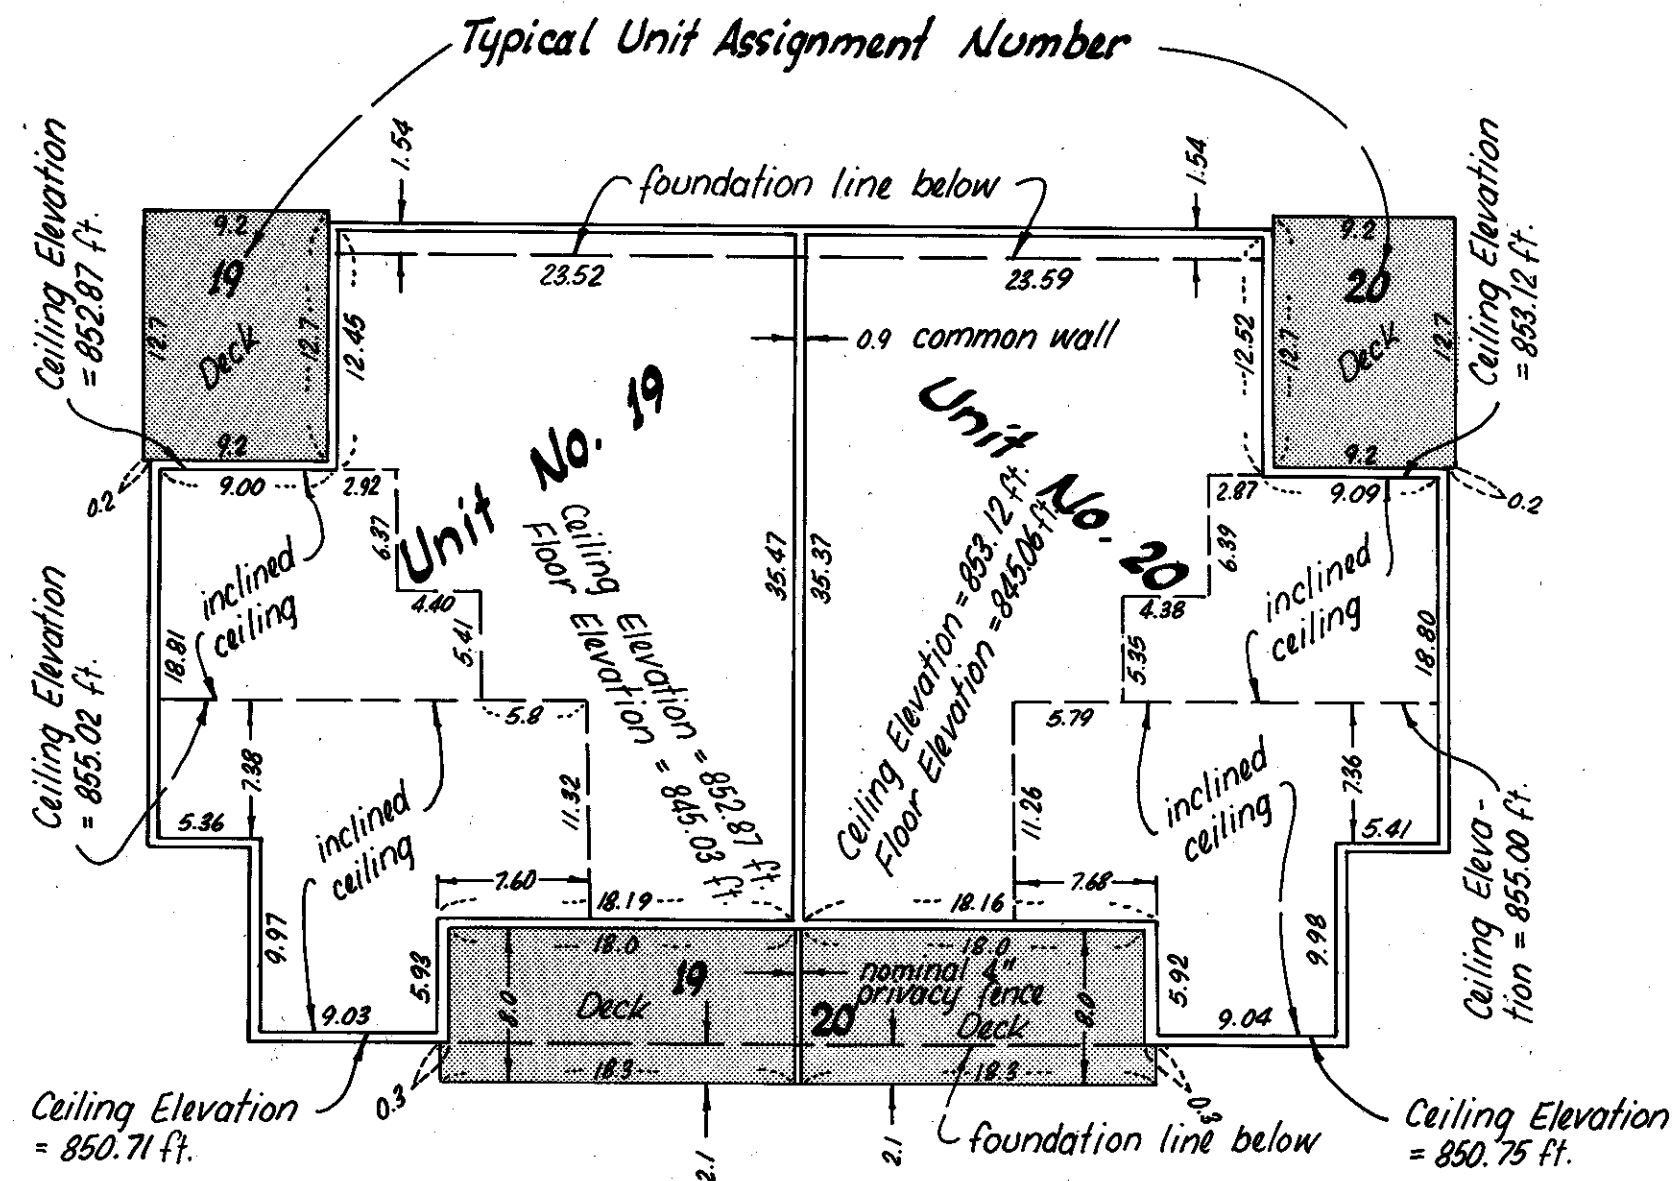 Typical Unit Assignment Number
1.54
1.54
foundation line below
Ceiling Elevation
= 852.87 ft.
Ceiling Elevation
= 853.12 ft.
9.2
19
Deck
12.7
12.7
9.2
12.45
23.52
23.59
0.9 common wall
12.52
9.2
20
Deck
12.7
12.7
9.2
0.2
9.00
2.92
6.37
4.40
5.41
5.8
Unit No. 19
Ceiling Elevation = 852.87 ft.
Floor Elevation = 845.03 ft.
35.47
35.37
Unit No. 20
Ceiling Elevation = 853.12 ft.
Floor Elevation = 845.06 ft.
2.87
9.09
0.2
6.39
4.38
5.35
5.79
inclined
ceiling
18.81
Ceiling Elevation
= 855.02 ft.
inclined
ceiling
18.80
7.38
5.36
inclined
ceiling
11.32
7.60
18.19
11.26
7.68
18.16
inclined
ceiling
7.36
5.41
Ceiling Eleva-
tion = 855.00 ft.
9.97
9.03
5.93
18.0
19
Deck
8.0
18.3
18.0
nominal 4"
privacy fence
20
Deck
8.0
18.3
5.92
9.04
9.98
0.3
0.3
2.1
2.1
foundation line below
Ceiling Elevation
= 850.71 ft.
Ceiling Elevation
= 850.75 ft.